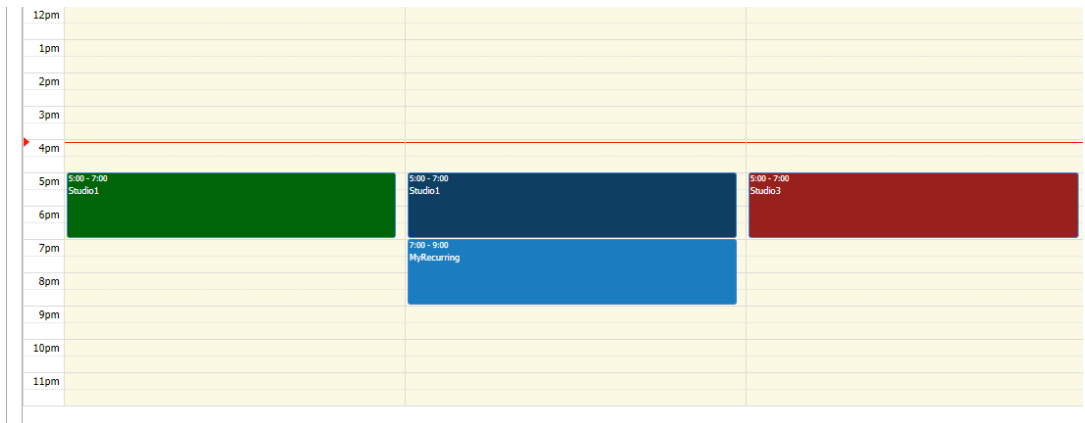 12pm
1pm
2pm
3pm
4pm
5pm
5:00 - 7:00
Studio1
5:00 - 7:00
Studio1
5:00 - 7:00
Studio3
6pm
7pm
7:00 - 9:00
MyRecurring
8pm
9pm
10pm
11pm